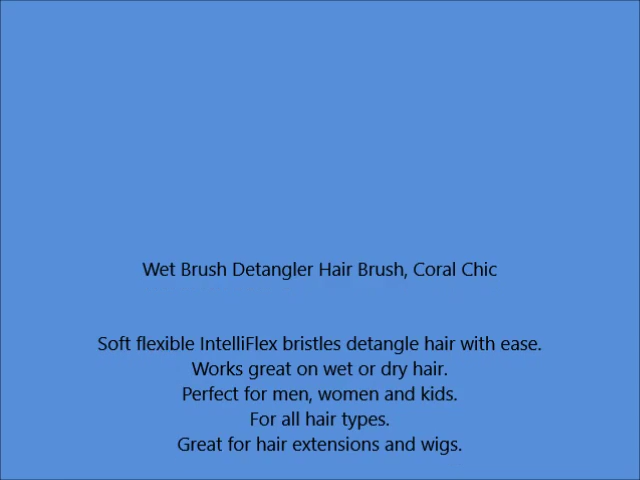 Wet Brush Detangler Hair Brush, Coral Chic
Soft flexible IntelliFlex bristles detangle hair with ease.
Works great on wet or dry hair.
Perfect for men, women and kids.
For all hair types.
Great for hair extensions and wigs.